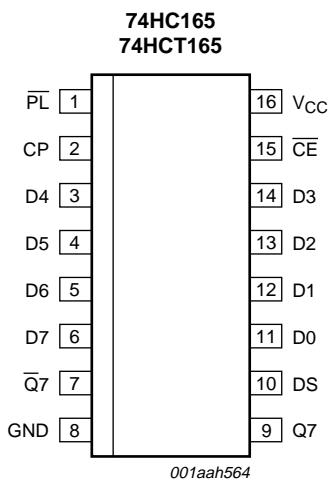 74HC165
74HCT165
PL 1 16 VCC
CP 2 15 CE
D4 3 14 D3
D5 4 13 D2
D6 5 12 D1
D7 6 11 D0
Q7 7 10 DS
GND 8 9 Q7
001aah564